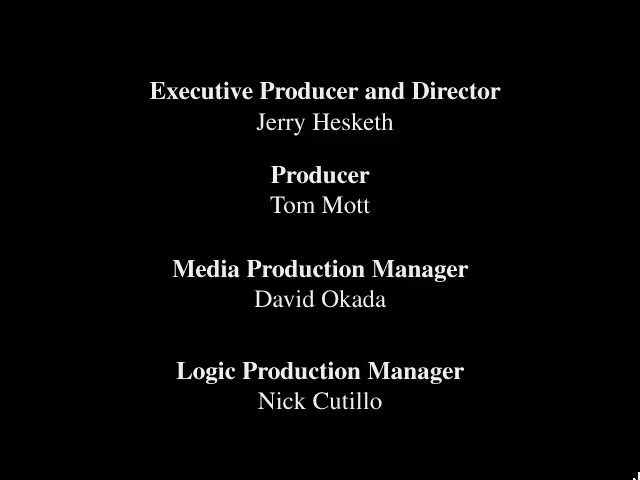 Executive Producer and Director
Jerry Hesketh
Producer
Tom Mott
Media Production Manager
David Okada
Logic Production Manager
Nick Cutillo